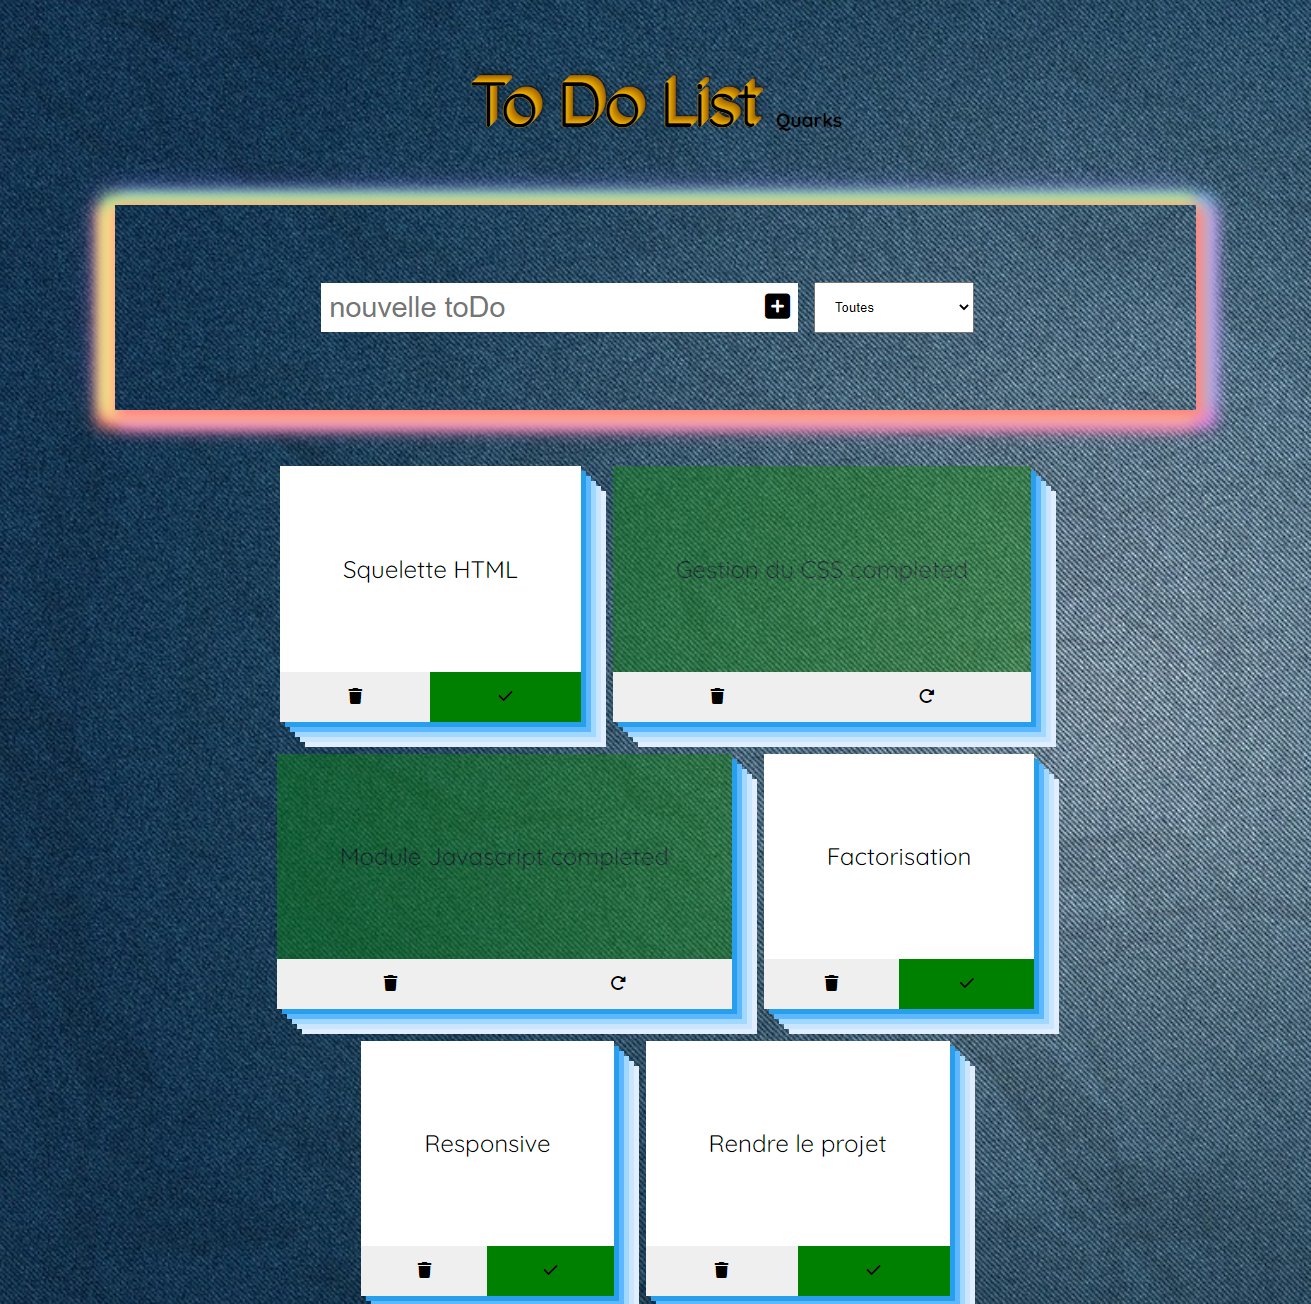 To Do List Quarks
nouvelle toDo
Toutes
Squelette HTML
Gestion du CSS completed
Module Javascript completed
Factorisation
Responsive
Rendre le projet